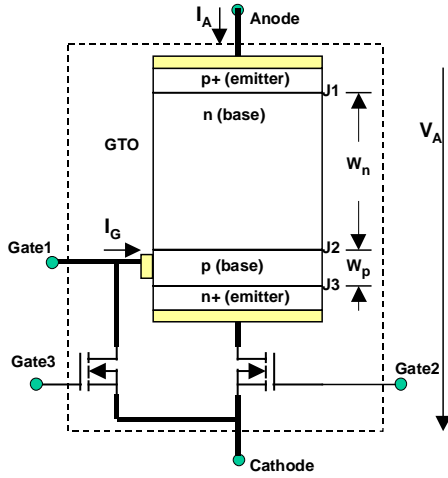 I_A
Anode
p+ (emitter)
J1
n (base)
GTO
V_A
W_n
I_G
J2
Gate1
p (base)
W_p
J3
n+ (emitter)
Gate3
Gate2
Cathode